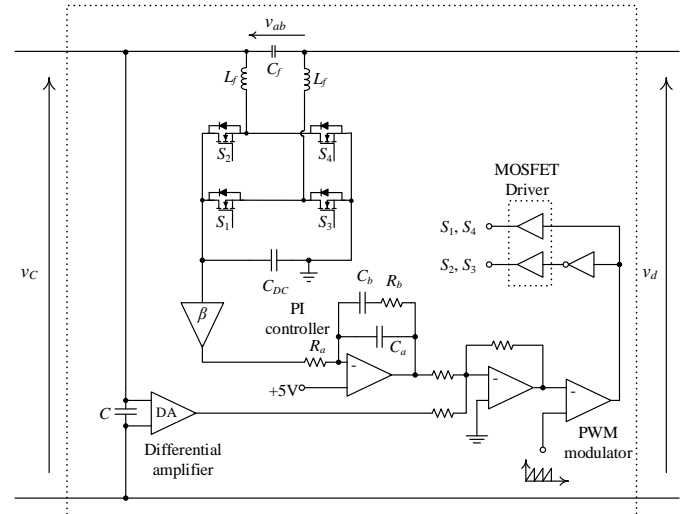 v_ab
C_f
L_f
L_f
S_2
S_4
S_1
S_3
MOSFET
Driver
S_1, S_4
S_2, S_3
v_C
v_d
C_DC
C_b
R_b
β
PI
controller
R_a
C_a
-
+5V
-
-
C
DA
Differential
amplifier
PWM
modulator